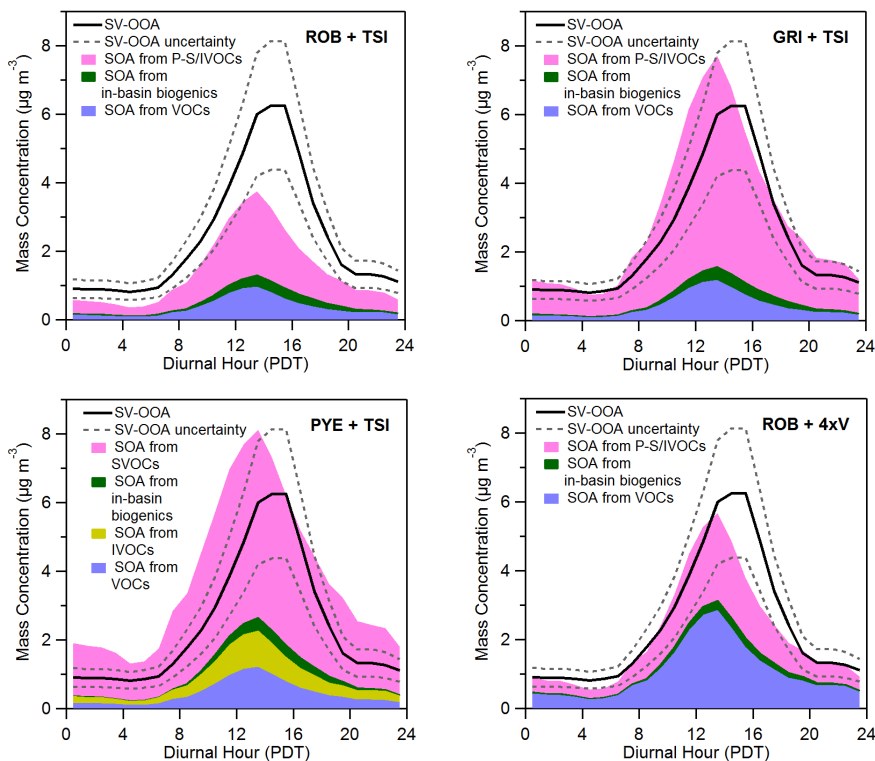 SV-OOA
SV-OOA uncertainty
SOA from P-S/IVOCs
SOA from
in-basin biogenics
SOA from VOCs
ROB + TSI
Mass Concentration (µg m⁻³)
8
6
4
2
0
0 4 8 12 16 20 24
Diurnal Hour (PDT)
SV-OOA
SV-OOA uncertainty
SOA from P-S/IVOCs
SOA from
in-basin biogenics
SOA from VOCs
GRI + TSI
Mass Concentration (µg m⁻³)
8
6
4
2
0
0 4 8 12 16 20 24
Diurnal Hour (PDT)
SV-OOA
SV-OOA uncertainty
SOA from
SVOCs
SOA from
in-basin
biogenics
SOA from
IVOCs
SOA from
VOCs
PYE + TSI
Mass Concentration (µg m⁻³)
8
6
4
2
0
0 4 8 12 16 20 24
Diurnal Hour (PDT)
SV-OOA
SV-OOA uncertainty
SOA from P-S/IVOCs
SOA from
in-basin biogenics
SOA from VOCs
ROB + 4xV
Mass Concentration (µg m⁻³)
8
6
4
2
0
0 4 8 12 16 20 24
Diurnal Hour (PDT)